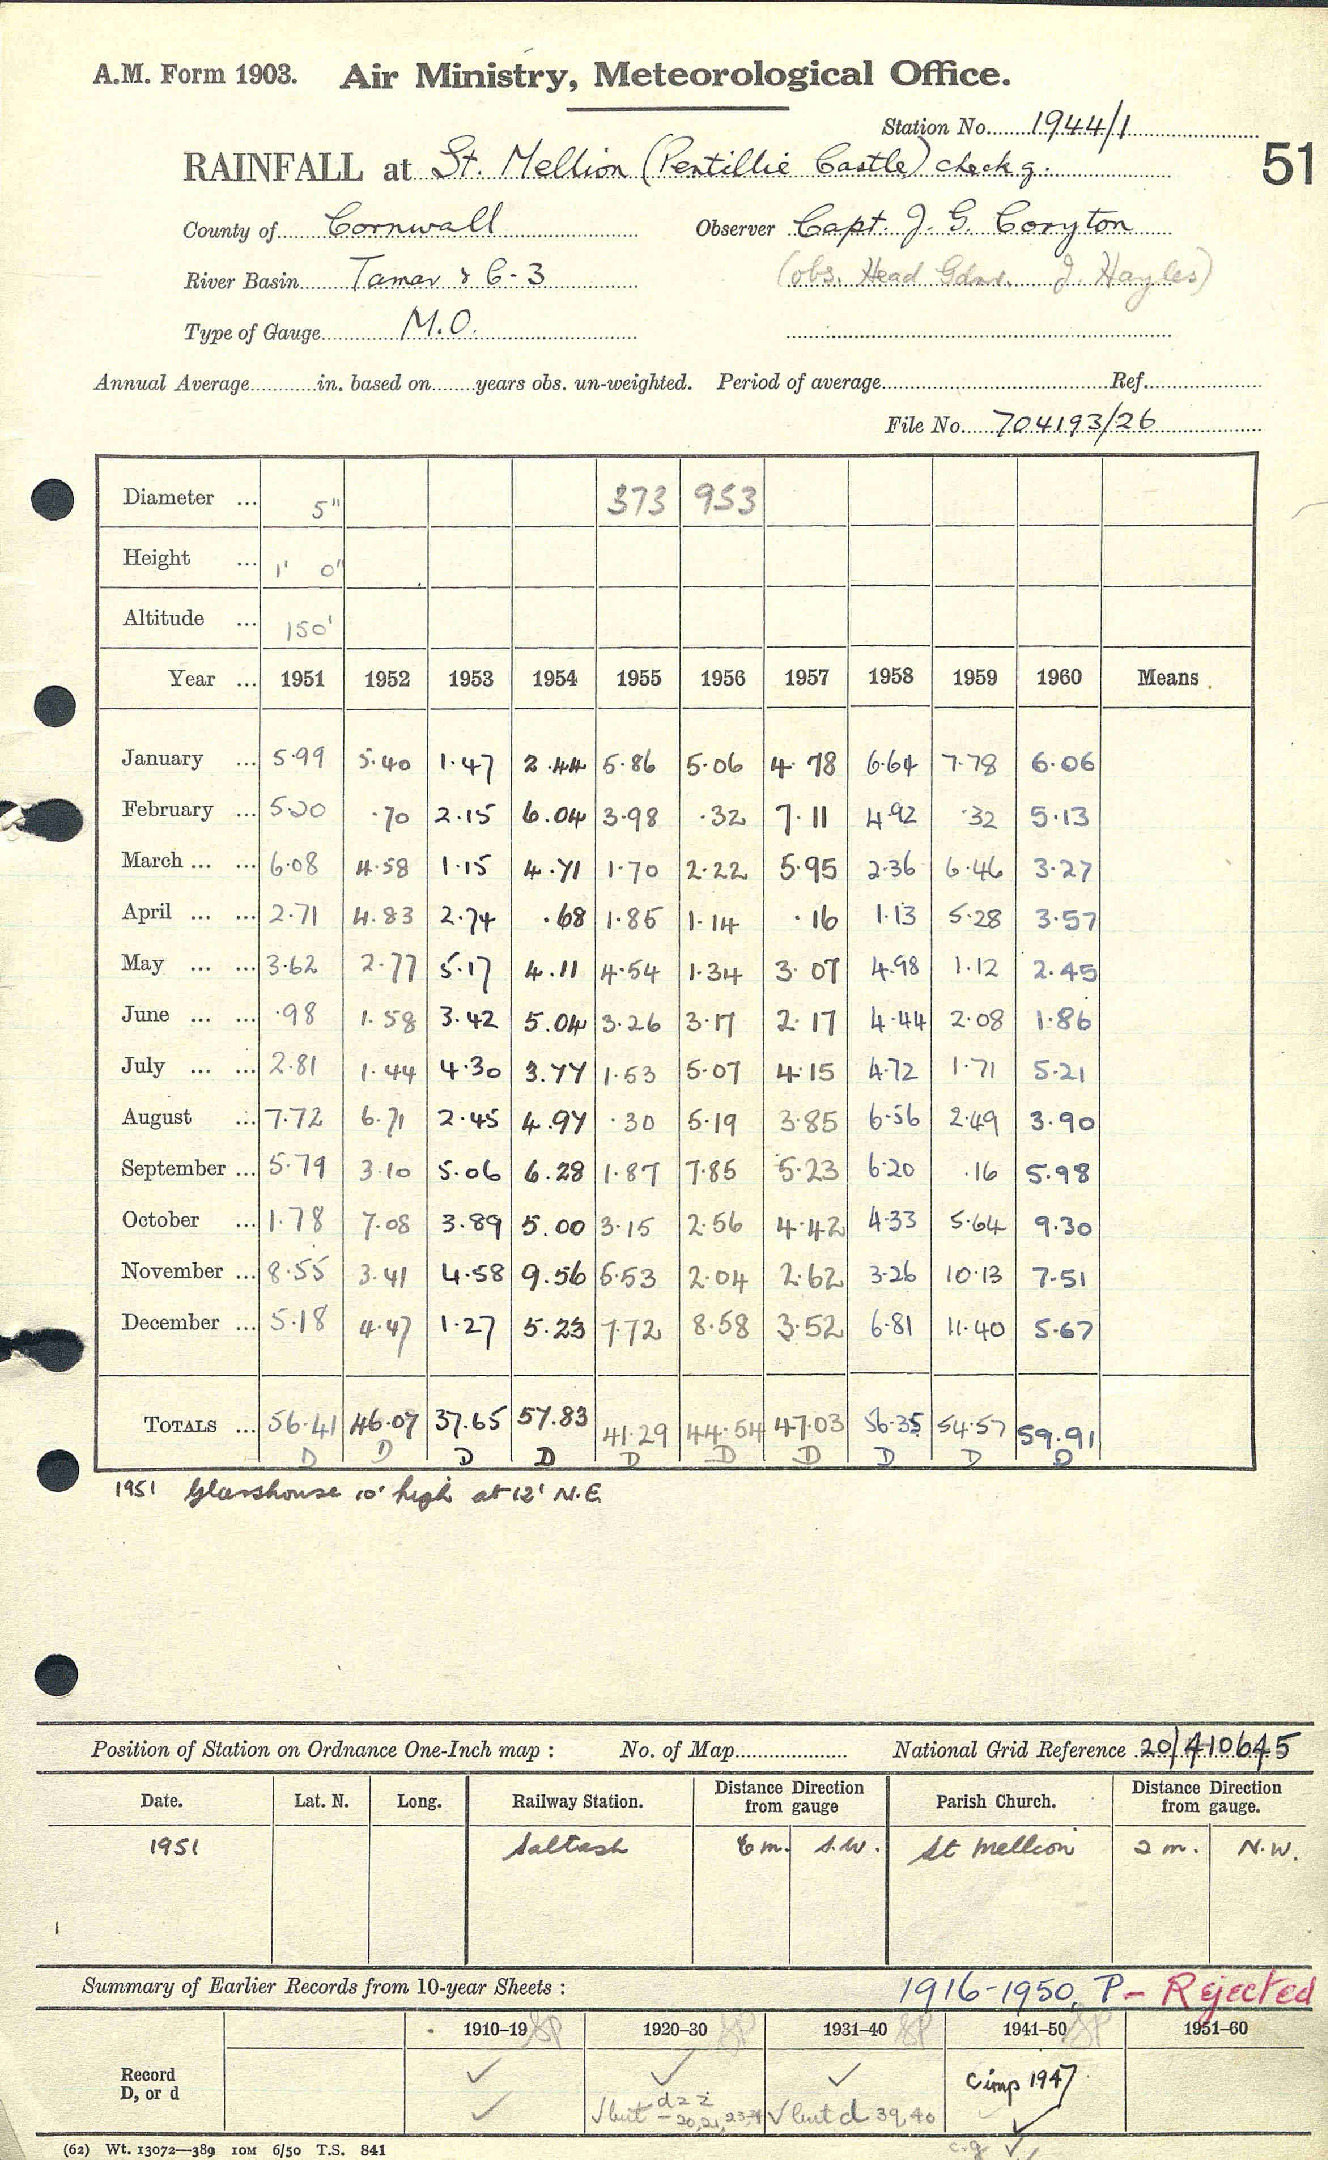 A.M. Form 1903. Air Ministry, Meteorological Office.
Station No. 1944/1
RAINFALL at St. Mellion (Pentillie Castle) check g. 51
County of Cornwall Observer Capt. J. G. Coryton
River Basin Tamar & C-3 (obs. Head Gdnr. J. Hayles)
Type of Gauge M.O.
Annual Average in. based on years obs. un-weighted. Period of average Ref.
File No. 704193/26
Diameter ... 5" 373 953
Height ... 1' 0"
Altitude ... 150'
Year ... 1951 1952 1953 1954 1955 1956 1957 1958 1959 1960 Means
January ... 5.99 5.40 1.47 2.44 5.86 5.06 4.78 6.64 7.78 6.06
February ... 5.20 .70 2.15 6.04 3.98 .32 7.11 4.92 .32 5.13
March ... ... 6.08 4.58 1.15 4.71 1.70 2.22 5.95 2.36 6.46 3.27
April ... ... 2.71 4.83 2.74 .68 1.85 1.14 .16 1.13 5.28 3.57
May ... ... 3.62 2.77 5.17 4.11 4.54 1.34 3.07 4.98 1.12 2.45
June ... ... .98 1.58 3.42 5.04 3.26 3.17 2.17 4.44 2.08 1.86
July ... ... 2.81 1.44 4.30 3.77 1.53 5.07 4.15 4.72 1.71 5.21
August ... 7.72 6.71 2.45 4.97 .30 5.19 3.85 6.56 2.49 3.90
September ... 5.79 3.10 5.06 6.28 1.87 7.85 5.23 6.20 .16 5.98
October ... 1.78 7.08 3.89 5.00 3.15 2.56 4.42 4.33 5.64 9.30
November ... 8.55 3.41 4.58 9.56 5.53 2.04 2.62 3.26 10.13 7.51
December ... 5.18 4.47 1.27 5.23 7.72 8.58 3.52 6.81 11.40 5.67
TOTALS ... 56.41 46.07 37.65 57.83 41.29 44.54 47.03 56.35 54.57 59.91
D D D D D D D D D D
1951 Glasshouse 10' high at 12' N.E.
Position of Station on Ordnance One-Inch map : No. of Map National Grid Reference 20/410645
Date. Lat. N. Long. Railway Station. Distance Direction from gauge Parish Church. Distance Direction from gauge.
1951 Saltash 6 m. S.W. St Mellion 2 m. N.W.
Summary of Earlier Records from 10-year Sheets : 1916-1950, P - Rejected
1910–19 1920–30 1931–40 1941–50 1951–60
Record D, or d ✓ ✓ ✓ Cimp 1947
✓ √ but d22 - 20,21,23,24 √ but d 39,40 ✓
c.g ✓
(62) Wt. 13072—389 10M 6/50 T.S. 841